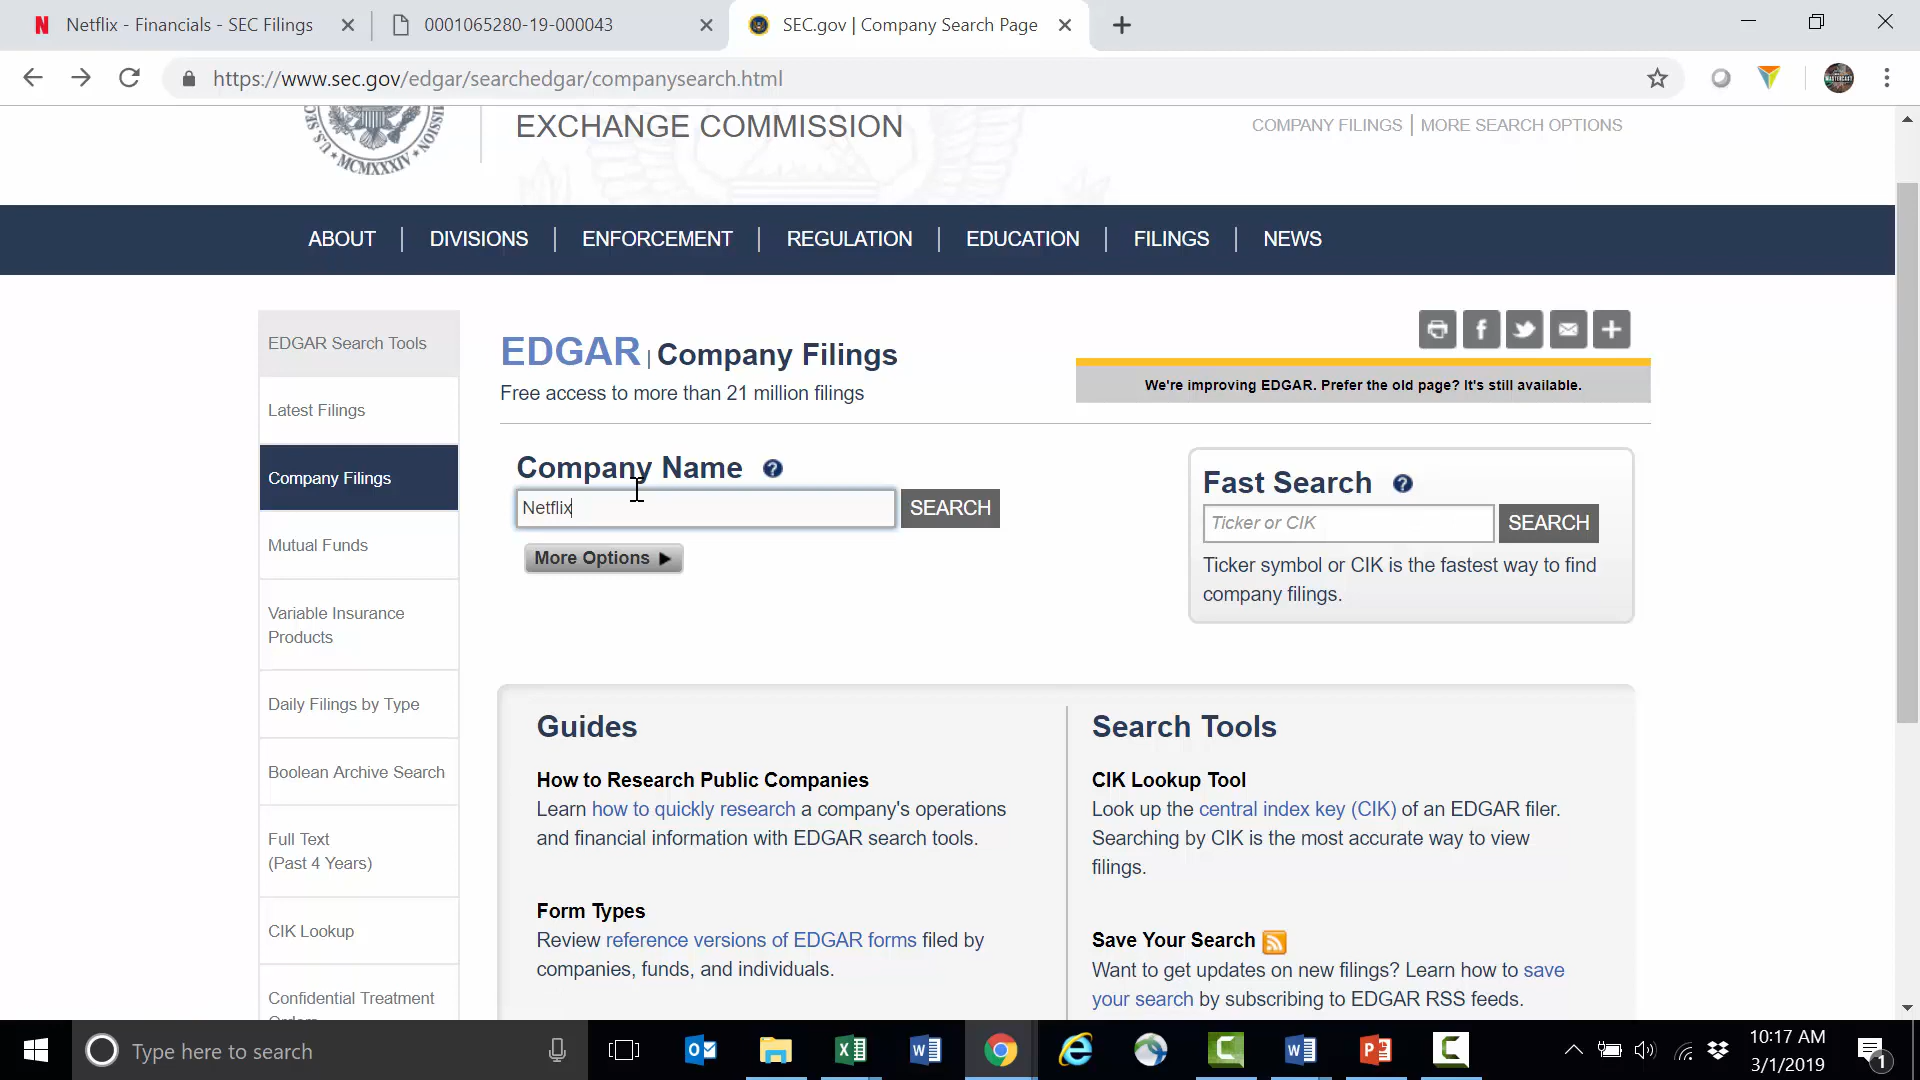 Netflix - Financials - SEC Filings
0001065280-19-000043
SEC.gov | Company Search Page
https://www.sec.gov/edgar/searchedgar/companysearch.html
EXCHANGE COMMISSION
COMPANY FILINGS | MORE SEARCH OPTIONS
MCMXXXIV
ABOUT | DIVISIONS | ENFORCEMENT | REGULATION | EDUCATION | FILINGS | NEWS
EDGAR Search Tools
Latest Filings
Company Filings
Mutual Funds
Variable Insurance
Products
Daily Filings by Type
Boolean Archive Search
Full Text
(Past 4 Years)
CIK Lookup
Confidential Treatment
EDGAR | Company Filings
Free access to more than 21 million filings
We're improving EDGAR. Prefer the old page? It's still available.
Company Name
Netflix
SEARCH
More Options
Fast Search
Ticker or CIK
SEARCH
Ticker symbol or CIK is the fastest way to find
company filings.
Guides
How to Research Public Companies
Learn how to quickly research a company's operations
and financial information with EDGAR search tools.
Form Types
Review reference versions of EDGAR forms filed by
companies, funds, and individuals.
Search Tools
CIK Lookup Tool
Look up the central index key (CIK) of an EDGAR filer.
Searching by CIK is the most accurate way to view
filings.
Save Your Search
Want to get updates on new filings? Learn how to save
your search by subscribing to EDGAR RSS feeds.
Type here to search
10:17 AM
3/1/2019
1